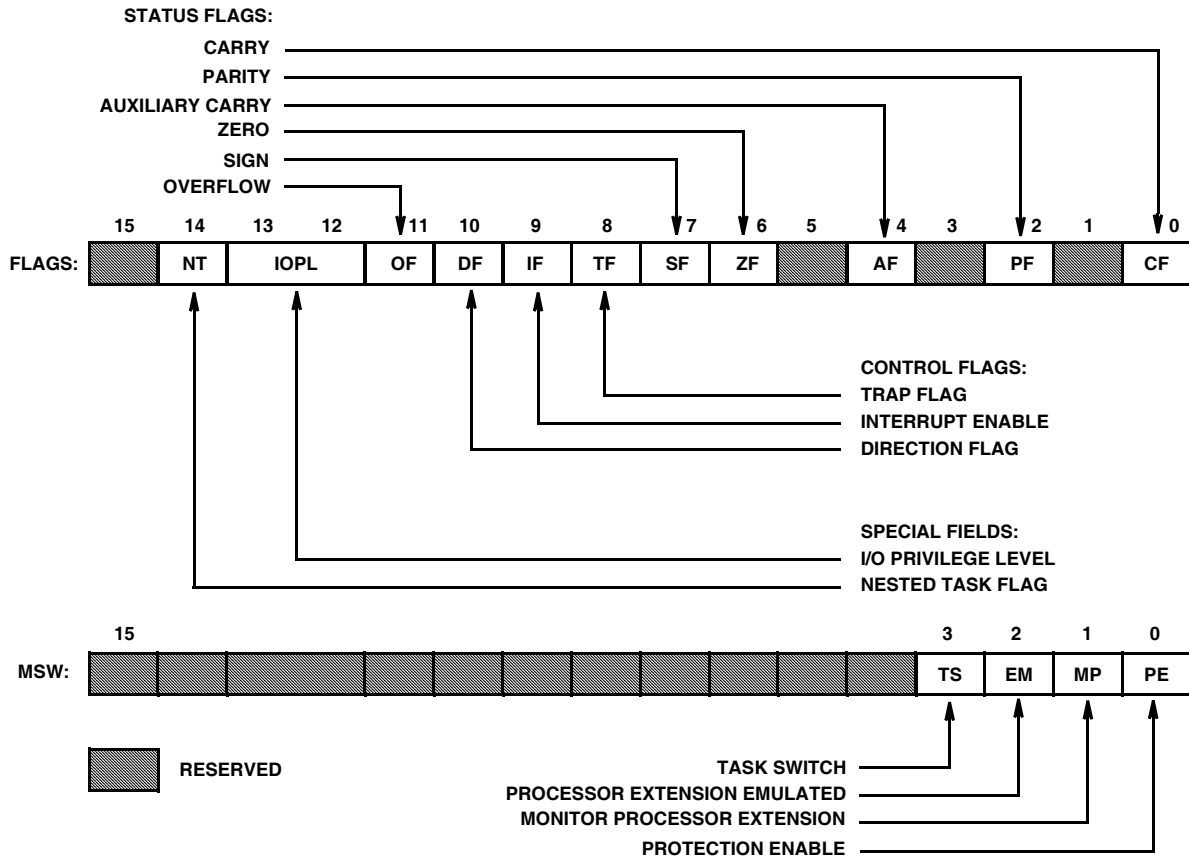 STATUS FLAGS:
CARRY
PARITY
AUXILIARY CARRY
ZERO
SIGN
OVERFLOW
15 14 13 12 11 10 9 8 7 6 5 4 3 2 1 0
FLAGS: NT IOPL OF DF IF TF SF ZF AF PF CF
CONTROL FLAGS:
TRAP FLAG
INTERRUPT ENABLE
DIRECTION FLAG
SPECIAL FIELDS:
I/O PRIVILEGE LEVEL
NESTED TASK FLAG
15 3 2 1 0
MSW: TS EM MP PE
RESERVED
TASK SWITCH
PROCESSOR EXTENSION EMULATED
MONITOR PROCESSOR EXTENSION
PROTECTION ENABLE